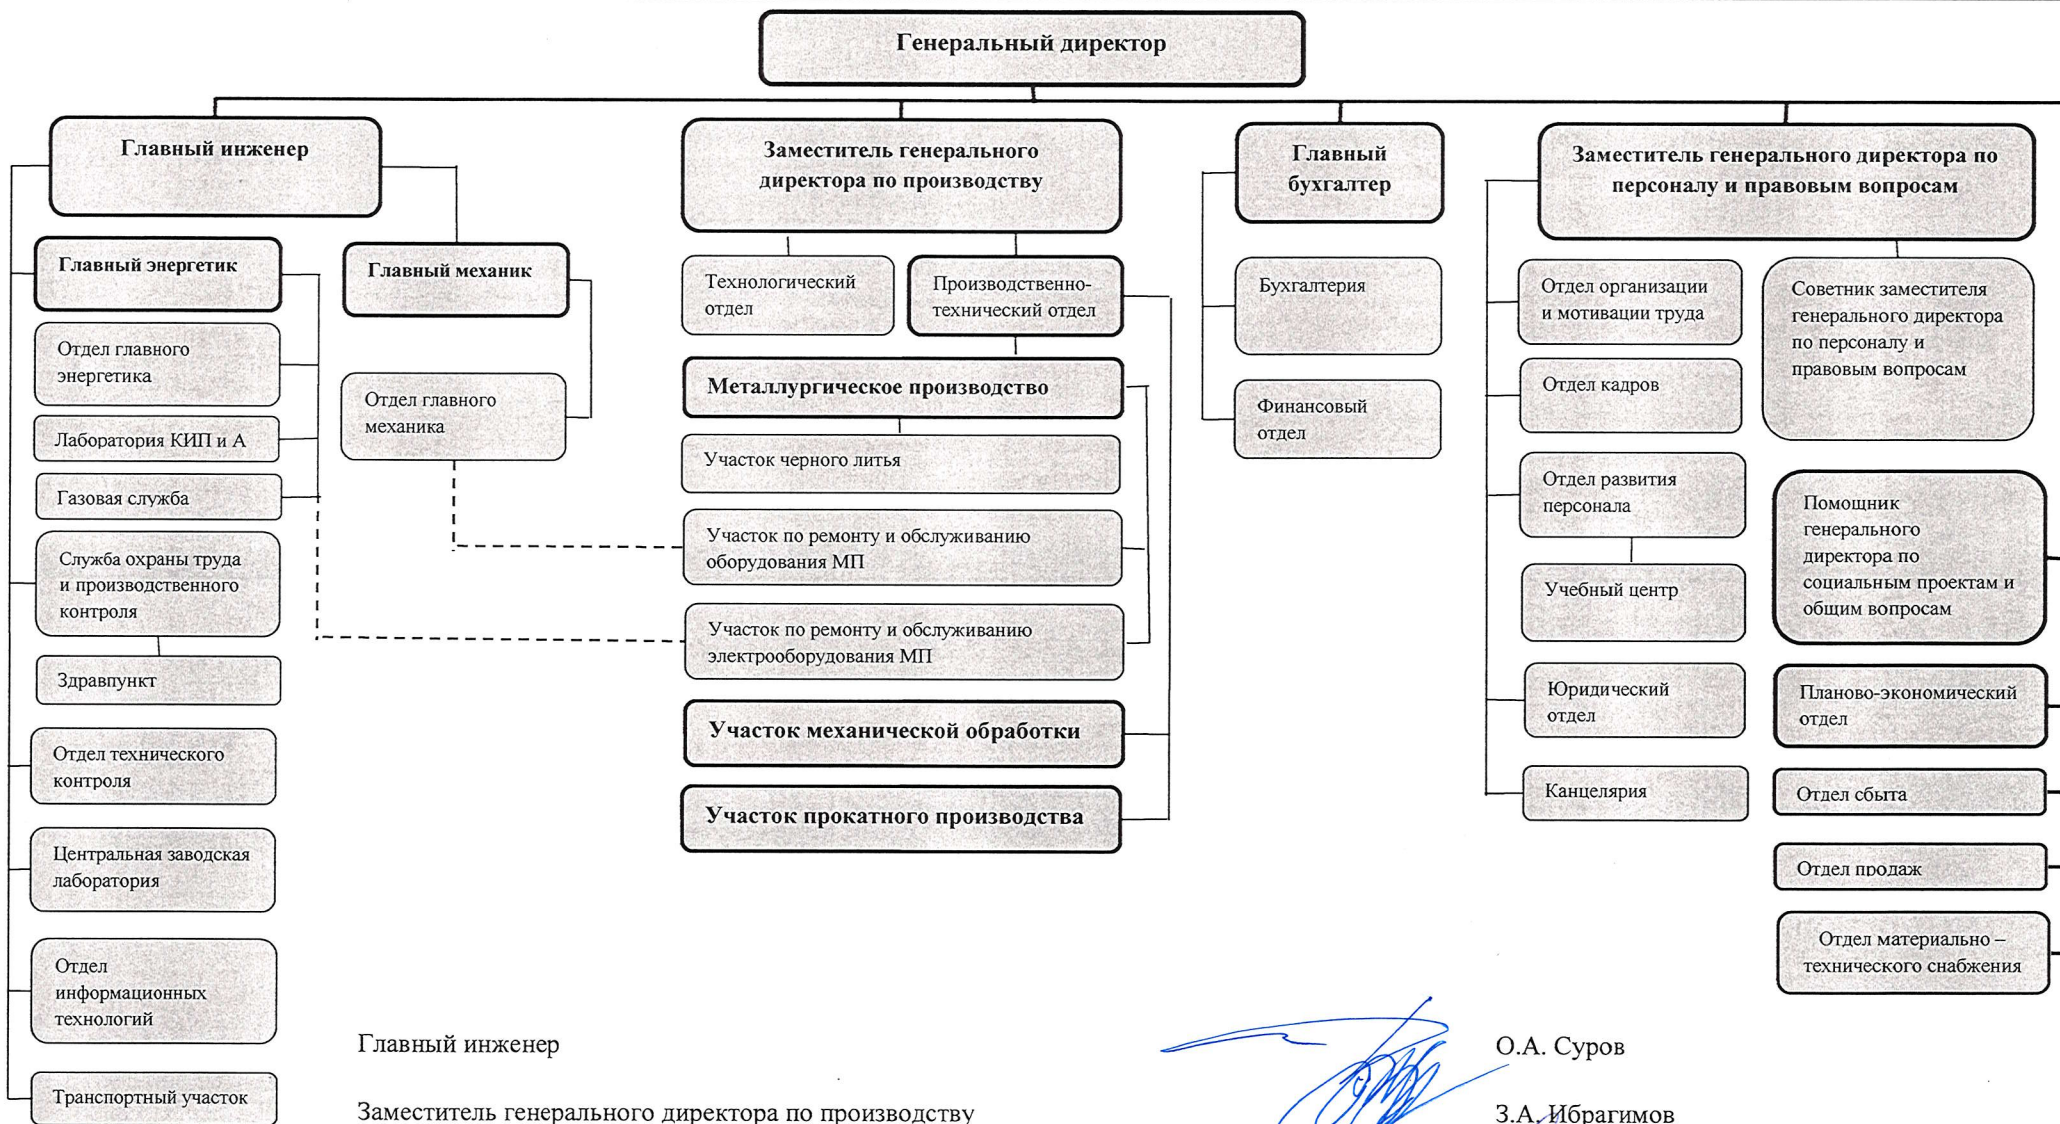 Генеральный директор
Главный инженер
Заместитель генерального
директора по производству
Главный
бухгалтер
Заместитель генерального директора по
персоналу и правовым вопросам
Главный энергетик
Главный механик
Отдел главного
энергетика
Лаборатория КИП и А
Газовая служба
Служба охраны труда
и производственного
контроля
Здравпункт
Отдел технического
контроля
Центральная заводская
лаборатория
Отдел
информационных
технологий
Транспортный участок
Отдел главного
механика
Технологический
отдел
Производственно-
технический отдел
Металлургическое производство
Участок черного литья
Участок по ремонту и обслуживанию
оборудования МП
Участок по ремонту и обслуживанию
электрооборудования МП
Участок механической обработки
Участок прокатного производства
Бухгалтерия
Финансовый
отдел
Отдел организации
и мотивации труда
Отдел кадров
Отдел развития
персонала
Учебный центр
Юридический
отдел
Канцелярия
Советник заместителя
генерального директора
по персоналу и
правовым вопросам
Помощник
генерального
директора по
социальным проектам и
общим вопросам
Планово-экономический
отдел
Отдел сбыта
Отдел продаж
Отдел материально –
технического снабжения
Главный инженер
О.А. Суров
Заместитель генерального директора по производству
З.А. Ибрагимов